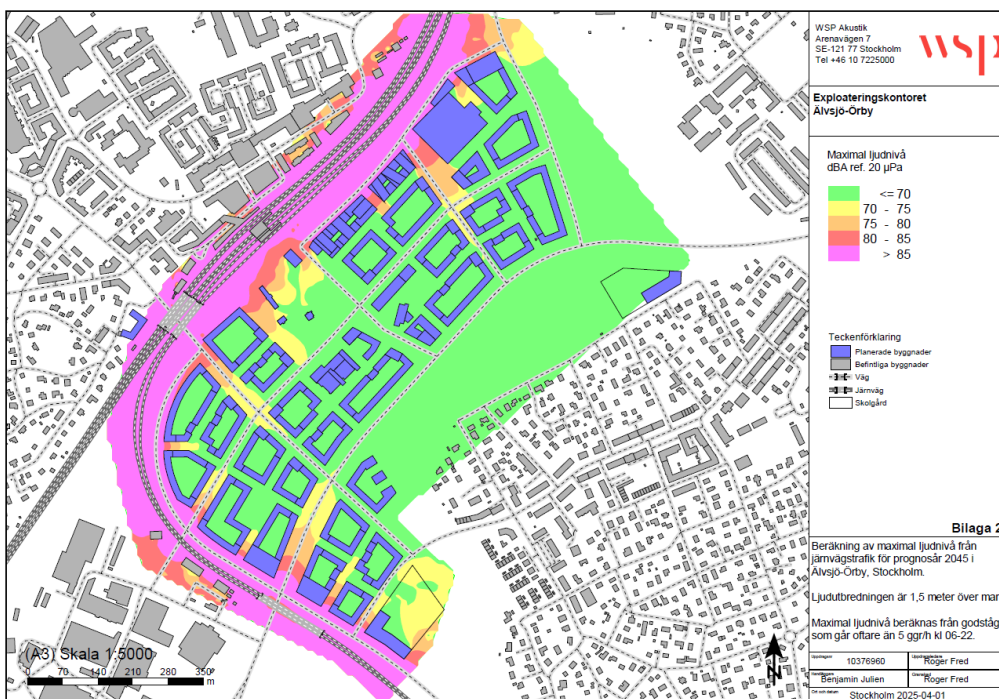 WSP Akustik
Arenavägen 7
SE-121 77 Stockholm
Tel +46 10 7225000
wsp
Exploateringskontoret
Älvsjö-Örby
Maximal ljudnivå
dBA ref. 20 µPa
<= 70
70 - 75
75 - 80
80 - 85
> 85
Teckenförklaring
Planerade byggnader
Befintliga byggnader
Väg
Järnväg
Skolgård
Bilaga 2
Beräkning av maximal ljudnivå från
järnvägstrafik för prognosår 2045 i
Älvsjö-Örby, Stockholm.
Ljudutbredningen är 1,5 meter över mar
Maximal ljudnivå beräknas från godståg
som går oftare än 5 ggr/h kl 06-22.
10376960
Roger Fred
Benjamin Julien
Roger Fred
Stockholm 2025-04-01
(A3) Skala 1:5000
0 70 140 210 280 350
m
N